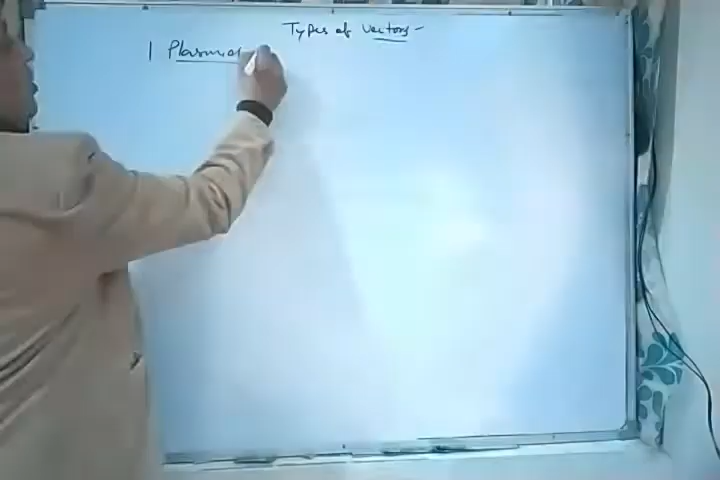 Types of vectors -
1 Plasmid